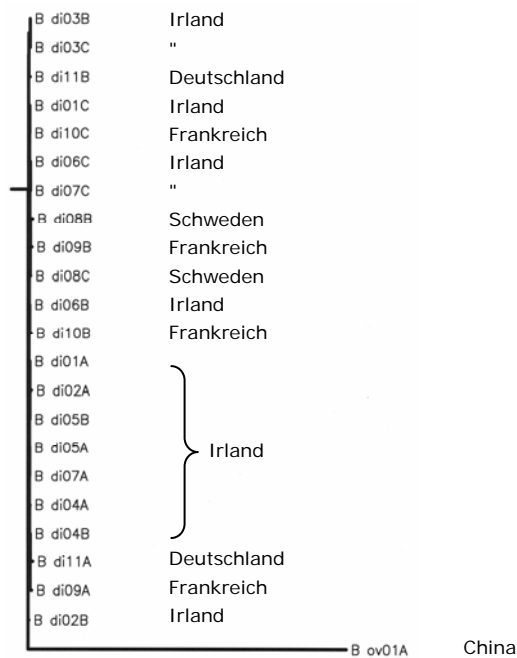 B di03B Irland
B di03C "
B di11B Deutschland
B di01C Irland
B di10C Frankreich
B di06C Irland
B di07C "
B di08B Schweden
B di09B Frankreich
B di08C Schweden
B di06B Irland
B di10B Frankreich
B di01A
B di02A
B di05B
B di05A Irland
B di07A
B di04A
B di04B
B di11A Deutschland
B di09A Frankreich
B di02B Irland
B ov01A China